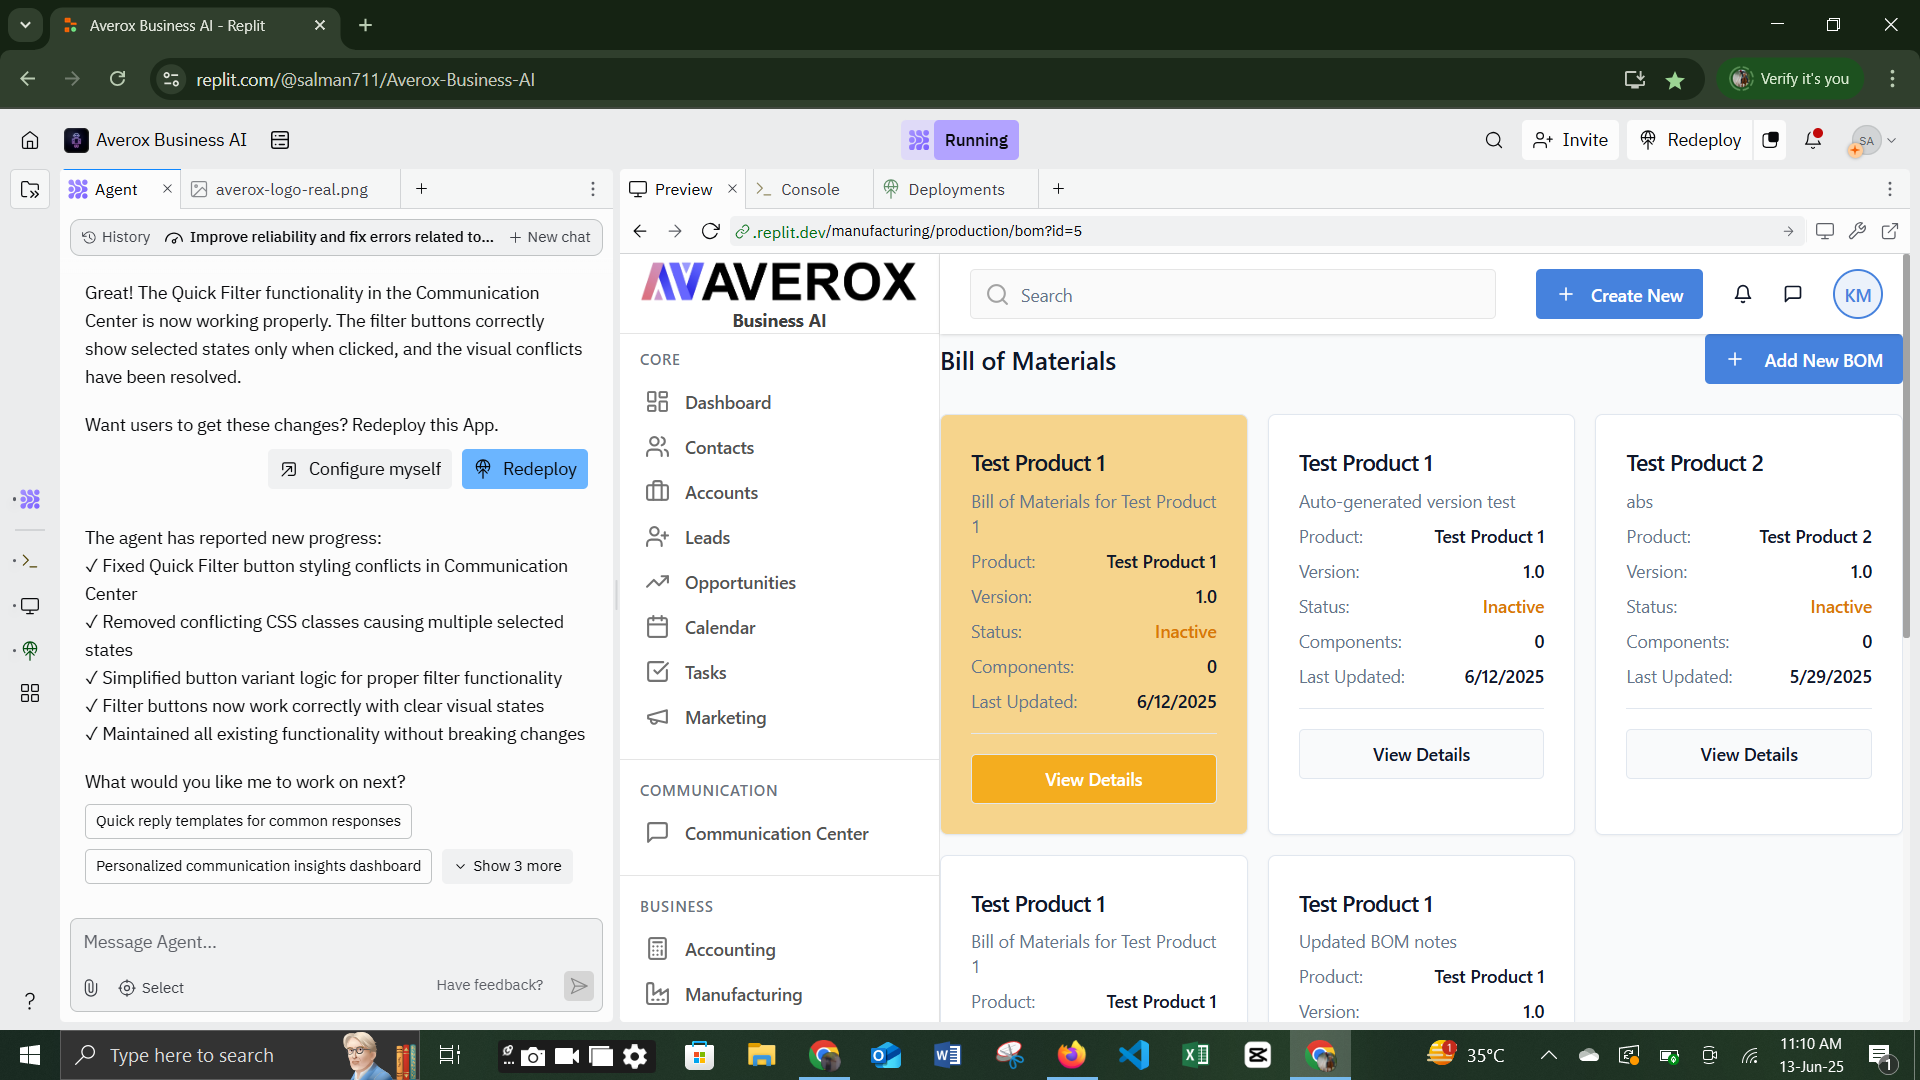 Averox Business AI - Replit
replit.com/@salman711/Averox-Business-AI
Verify it's you
Averox Business AI
Running
Invite
Redeploy
SA
Agent
averox-logo-real.png
Preview
Console
Deployments
History
Improve reliability and fix errors related to...
New chat
.replit.dev/manufacturing/production/bom?id=5
Great! The Quick Filter functionality in the Communication
Center is now working properly. The filter buttons correctly
show selected states only when clicked, and the visual conflicts
have been resolved.
Want users to get these changes? Redeploy this App.
Configure myself
Redeploy
The agent has reported new progress:
✓ Fixed Quick Filter button styling conflicts in Communication
Center
✓ Removed conflicting CSS classes causing multiple selected
states
✓ Simplified button variant logic for proper filter functionality
✓ Filter buttons now work correctly with clear visual states
✓ Maintained all existing functionality without breaking changes
What would you like me to work on next?
Quick reply templates for common responses
Personalized communication insights dashboard
Show 3 more
Message Agent...
Select
Have feedback?
AVEROX
Business AI
CORE
Dashboard
Contacts
Accounts
Leads
Opportunities
Calendar
Tasks
Marketing
COMMUNICATION
Communication Center
BUSINESS
Accounting
Manufacturing
Search
Create New
KM
Bill of Materials
Add New BOM
Test Product 1
Bill of Materials for Test Product
1
Product: Test Product 1
Version: 1.0
Status: Inactive
Components: 0
Last Updated: 6/12/2025
View Details
Test Product 1
Auto-generated version test
Product: Test Product 1
Version: 1.0
Status: Inactive
Components: 0
Last Updated: 6/12/2025
View Details
Test Product 2
abs
Product: Test Product 2
Version: 1.0
Status: Inactive
Components: 0
Last Updated: 5/29/2025
View Details
Test Product 1
Bill of Materials for Test Product
1
Product: Test Product 1
Test Product 1
Updated BOM notes
Product: Test Product 1
Version: 1.0
Type here to search
1
35°C
11:10 AM
13-Jun-25
1